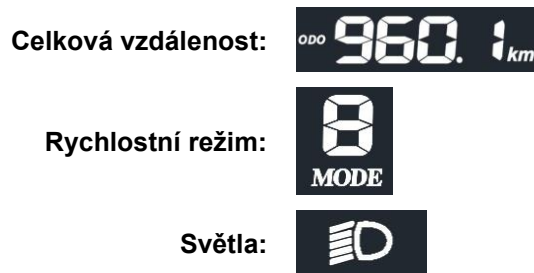 Celková vzdálenost:
ODO 960.1 km
Rychlostní režim:
8
MODE
Světla: